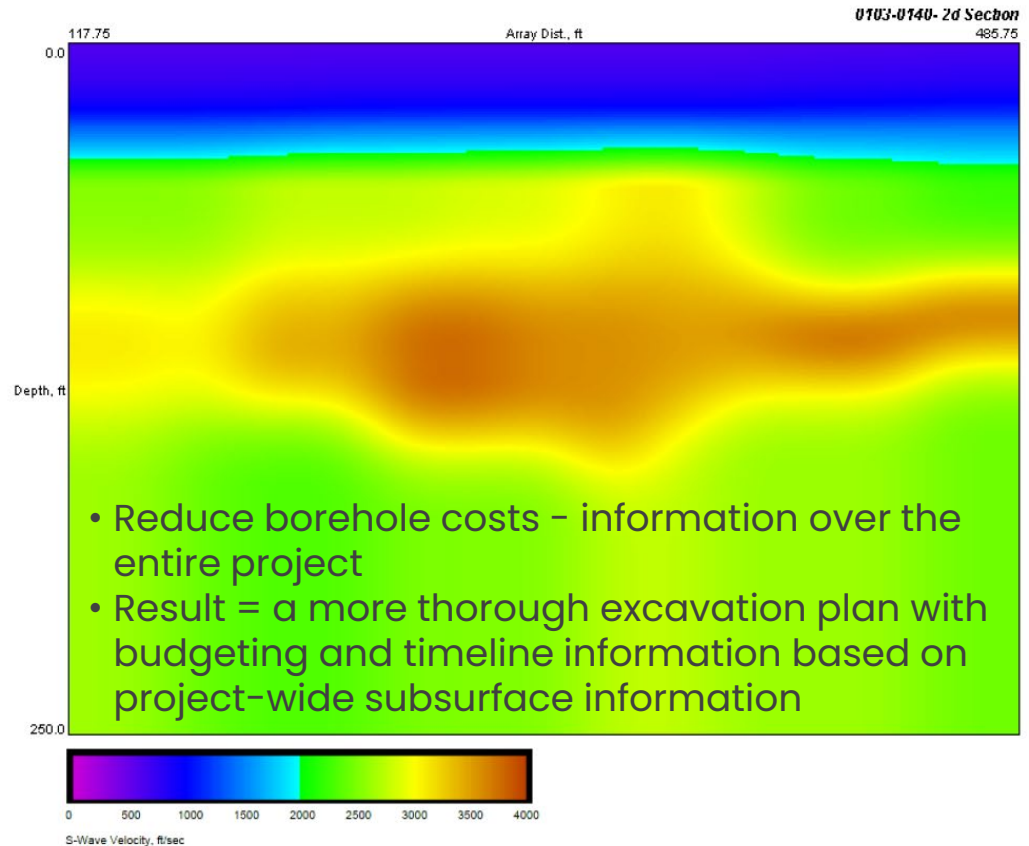 0103-0140- 2d Section
117.75 Array Dist., ft 485.75
0.0
Depth, ft
• Reduce borehole costs - information over the
entire project
• Result = a more thorough excavation plan with
budgeting and timeline information based on
project-wide subsurface information
250.0
0 500 1000 1500 2000 2500 3000 3500 4000
S-Wave Velocity, ft/sec